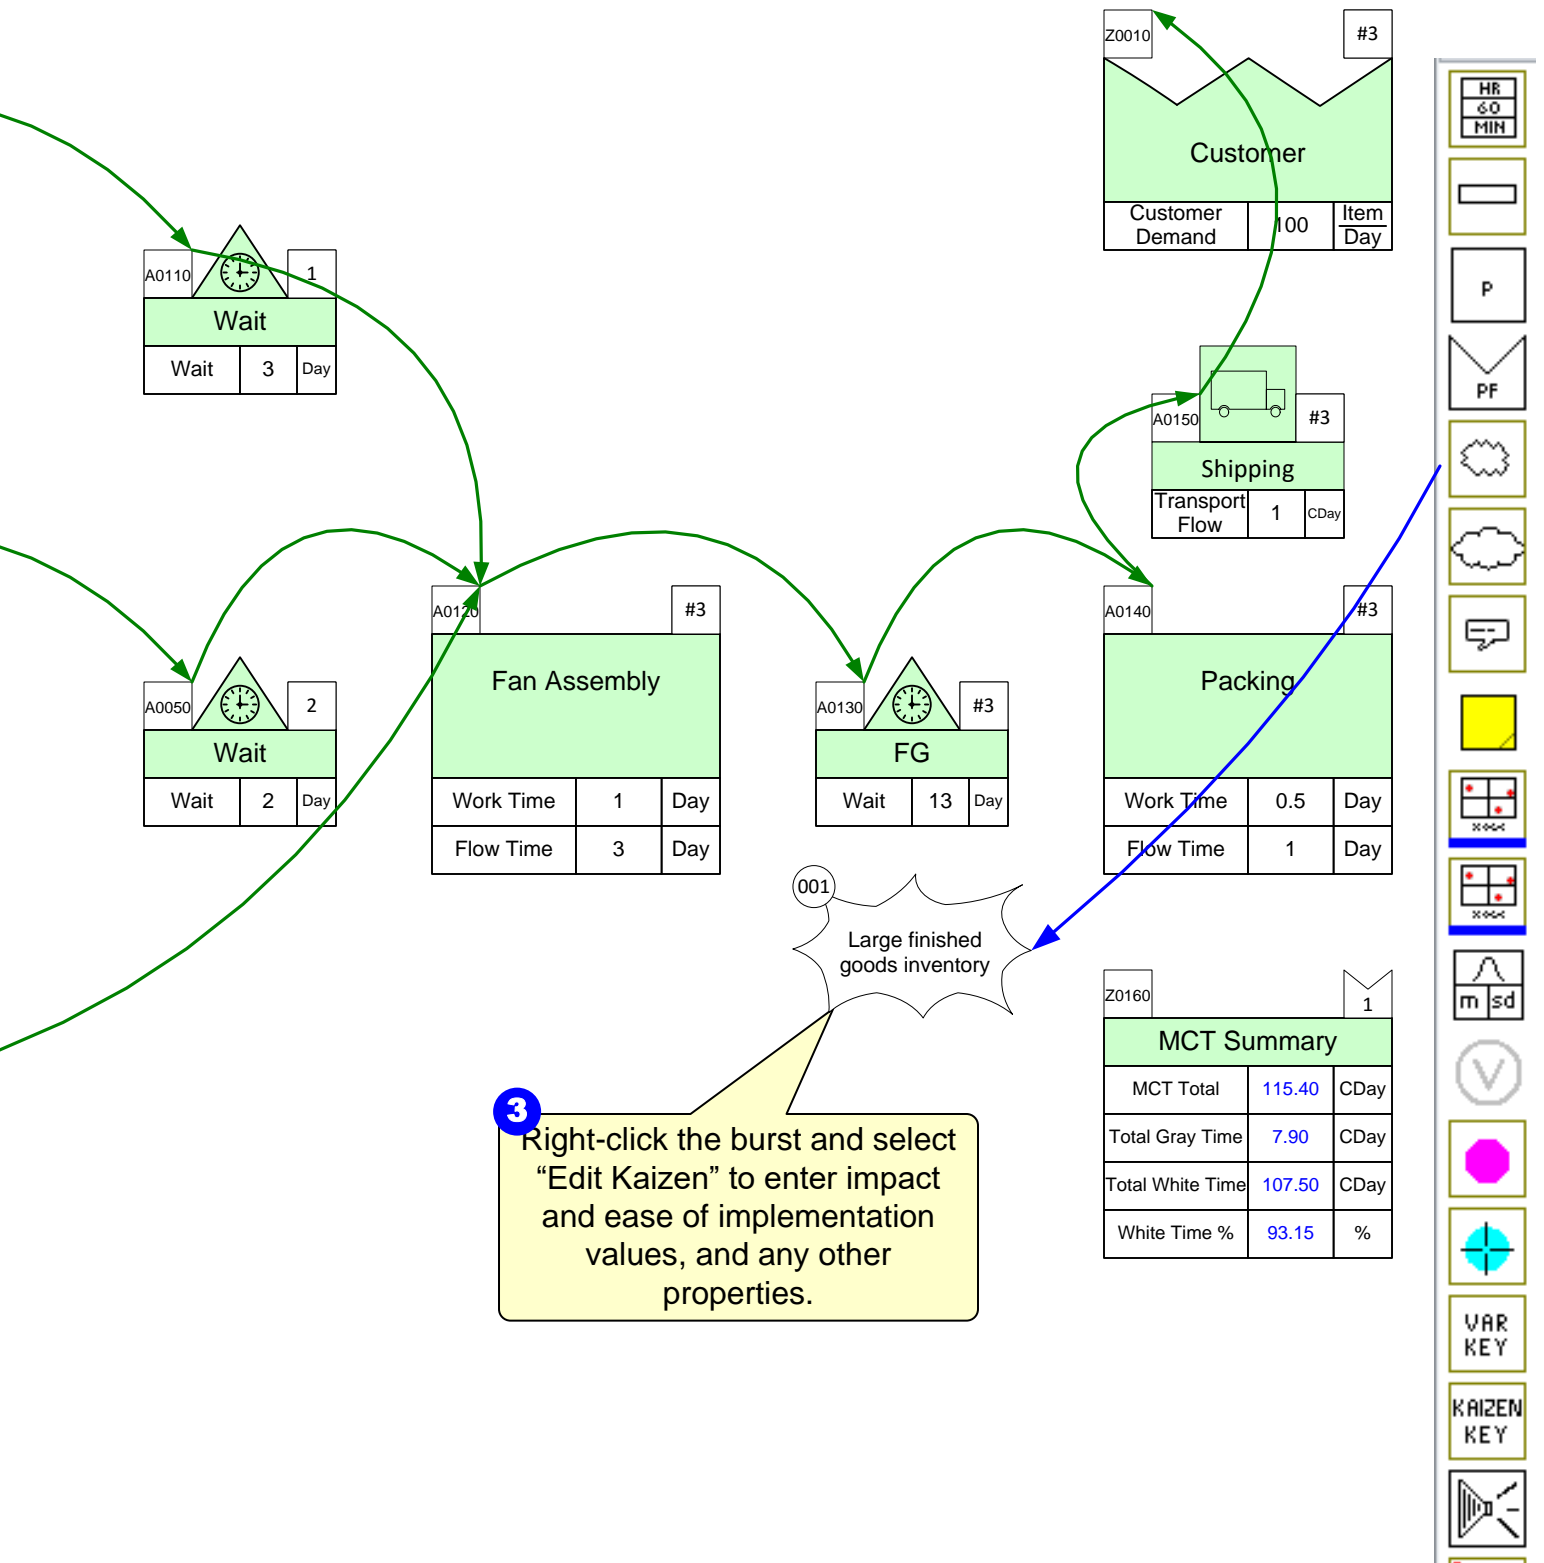 Z0010
#3
Customer
Customer
Demand
100
Item
Day
A0110
1
Wait
Wait
3
Day
A0150
#3
Shipping
Transport
Flow
1
CDay
A0050
2
Wait
Wait
2
Day
A0120
#3
Fan Assembly
Work Time
1
Day
Flow Time
3
Day
A0130
#3
FG
Wait
13
Day
A0140
#3
Packing
Work Time
0.5
Day
Flow Time
1
Day
001
Large finished
goods inventory
3
Right-click the burst and select
“Edit Kaizen” to enter impact
and ease of implementation
values, and any other
properties.
Z0160
1
MCT Summary
MCT Total
115.40
CDay
Total Gray Time
7.90
CDay
Total White Time
107.50
CDay
White Time %
93.15
%
HR
60
MIN
P
PF
m
sd
V
VAR
KEY
KAIZEN
KEY